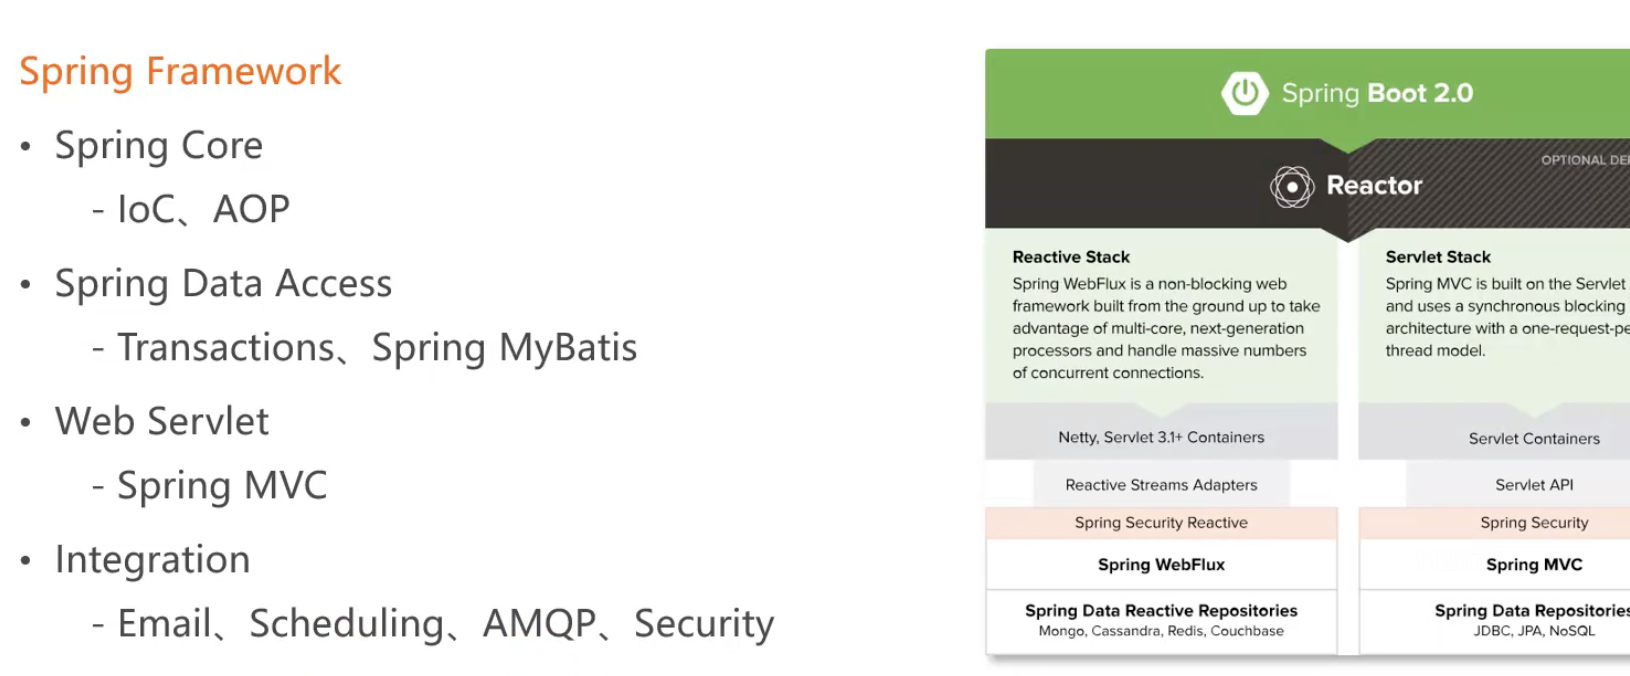 Spring Framework
• Spring Core
- IoC、AOP
• Spring Data Access
- Transactions、Spring MyBatis
• Web Servlet
- Spring MVC
• Integration
- Email、Scheduling、AMQP、Security
Spring Boot 2.0
OPTIONAL
Reactor
Reactive Stack
Spring WebFlux is a non-blocking web
framework built from the ground up to take
advantage of multi-core, next-generation
processors and handle massive numbers
of concurrent connections.
Netty, Servlet 3.1+ Containers
Reactive Streams Adapters
Spring Security Reactive
Spring WebFlux
Spring Data Reactive Repositories
Mongo, Cassandra, Redis, Couchbase
Servlet Stack
Spring MVC is built on the Servlet
and uses a synchronous blocking
architecture with a one-request-pe
thread model.
Servlet Containers
Servlet API
Spring Security
Spring MVC
Spring Data Repositories
JDBC, JPA, NoSQL